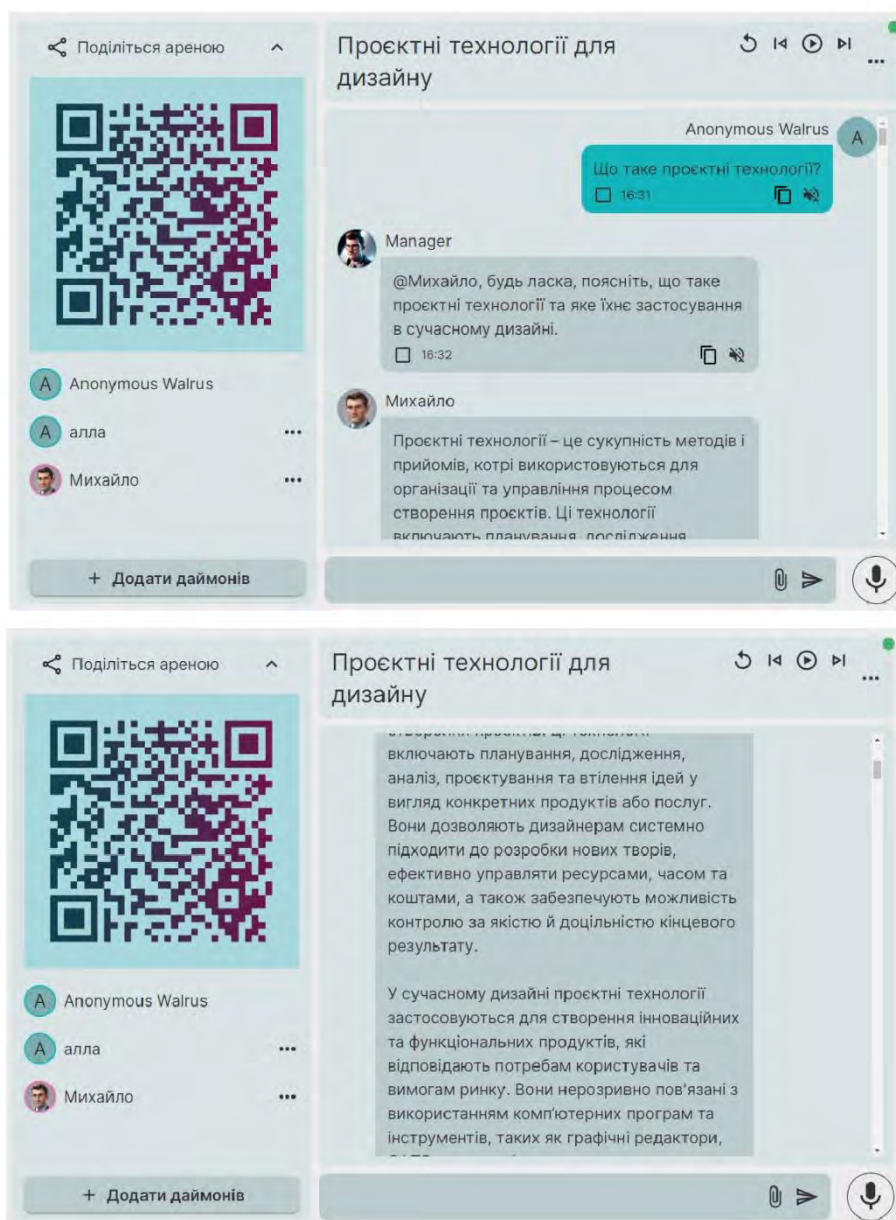 Поділіться ареною
Проєктні технології для
дизайну
Anonymous Walrus
A
Що таке проєктні технології?
16:31
Manager
@Михайло, будь ласка, поясніть, що таке
проєктні технології та яке їхнє застосування
в сучасному дизайні.
16:32
Михайло
Проєктні технології – це сукупність методів і
прийомів, котрі використовуються для
організації та управління процесом
створення проєктів. Ці технології
включають планування, дослідження,
A Anonymous Walrus
A алла
Михайло
+ Додати даймонів
Поділіться ареною
Проєктні технології для
дизайну
створення проєктів. Ці технології
включають планування, дослідження,
аналіз, проєктування та втілення ідей у
вигляд конкретних продуктів або послуг.
Вони дозволяють дизайнерам системно
підходити до розробки нових творів,
ефективно управляти ресурсами, часом та
коштами, а також забезпечують можливість
контролю за якістю й доцільністю кінцевого
результату.
У сучасному дизайні проєктні технології
застосовуються для створення інноваційних
та функціональних продуктів, які
відповідають потребам користувачів та
вимогам ринку. Вони нерозривно пов'язані з
використанням комп'ютерних програм та
інструментів, таких як графічні редактори,
A Anonymous Walrus
A алла
Михайло
+ Додати даймонів